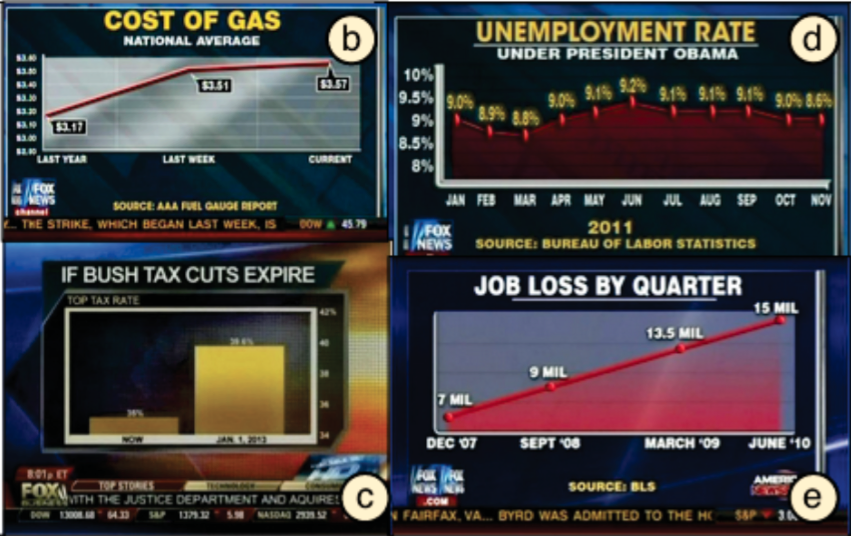 COST OF GAS
NATIONAL AVERAGE
b
$3.60
$3.50
$3.40
$3.30
$3.20
$3.10
$3.00
$2.90
$3.17
$3.51
$3.57
LAST YEAR LAST WEEK CURRENT
FOX
NEWS
channel
SOURCE: AAA FUEL GAUGE REPORT
... THE STRIKE, WHICH BEGAN LAST WEEK, IS DOW 45.79
UNEMPLOYMENT RATE
UNDER PRESIDENT OBAMA
d
10%
9.5%
9%
8.5%
8%
9.0% 8.9% 8.8% 9.0% 9.1% 9.2% 9.1% 9.1% 9.1% 9.0% 8.6%
JAN FEB MAR APR MAY JUN JUL AUG SEP OCT NOV
2011
FOX
NEWS
SOURCE: BUREAU OF LABOR STATISTICS
IF BUSH TAX CUTS EXPIRE
TOP TAX RATE
42%
40
38
36
34
35%
39.6%
NOW JAN. 1, 2013
8:01p ET
TOP STORIES TECHNOLOGY
FOX
BUSINESS
WITH THE JUSTICE DEPARTMENT AND AQUIRES
DOW 13008.68 64.33 S&P 1379.32 5.98 NASDAQ 2939.52
c
JOB LOSS BY QUARTER
7 MIL
9 MIL
13.5 MIL
15 MIL
DEC '07 SEPT '08 MARCH '09 JUNE '10
FOX FOX
NEWS NEWS
.COM
SOURCE: BLS
e
N FAIRFAX, VA... BYRD WAS ADMITTED TO THE S&P